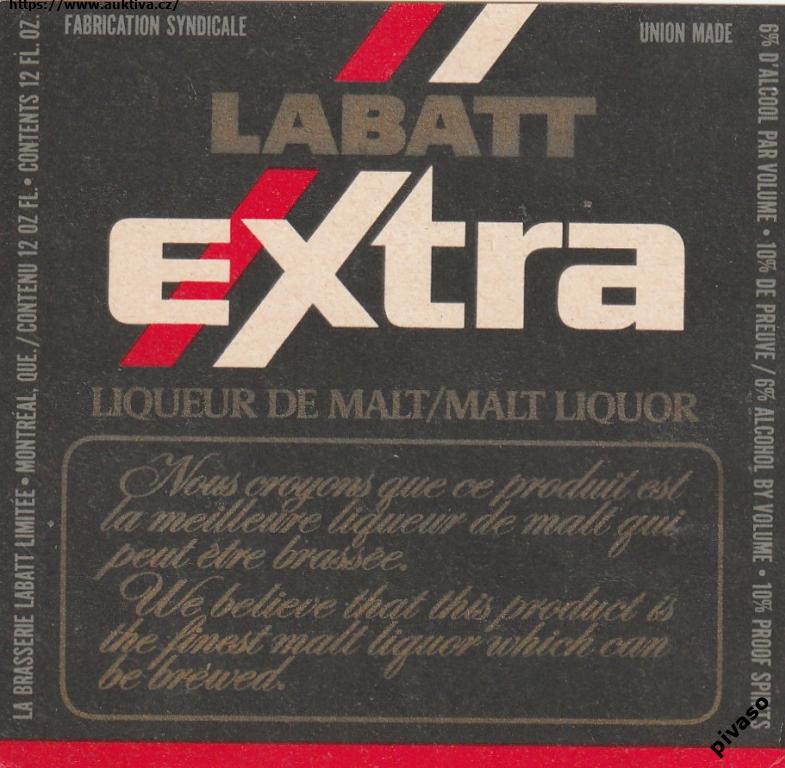 https://www.auktiva.cz/
FABRICATION SYNDICALE
UNION MADE
LABATT
extra
LIQUEUR DE MALT/MALT LIQUOR
Nous croyons que ce produit est
la meilleure liqueur de malt qui
peut être brassée.
We believe that this product is
the finest malt liquor which can
be brewed.
LA BRASSERIE LABATT LIMITÉE • MONTRÉAL, QUE./CONTENU 12 OZ FL. • CONTENTS 12 FL. OZ.
6% D'ALCOOL PAR VOLUME • 10% DE PREUVE / 6% ALCOHOL BY VOLUME • 10% PROOF SPIRITS
pivaso